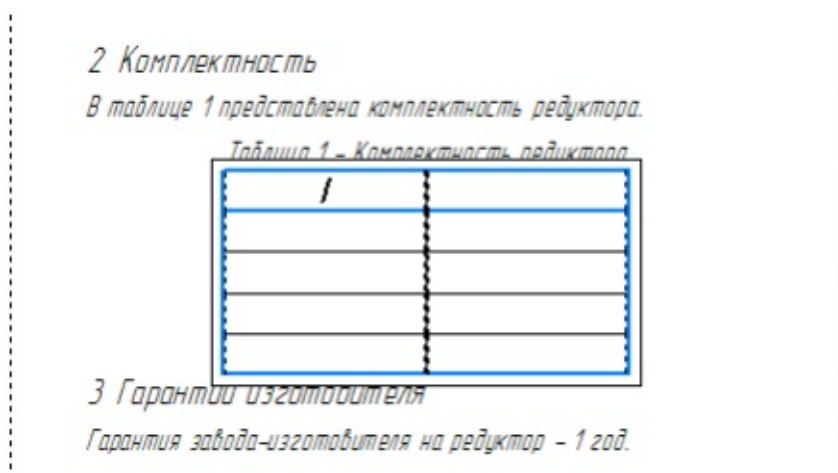 2 Комплектность
В таблице 1 представлена комплектность редуктора.
Таблица 1 – Комплектность редуктора
3 Гарантии изготовителя
Гарантия завода-изготовителя на редуктор – 1 год.